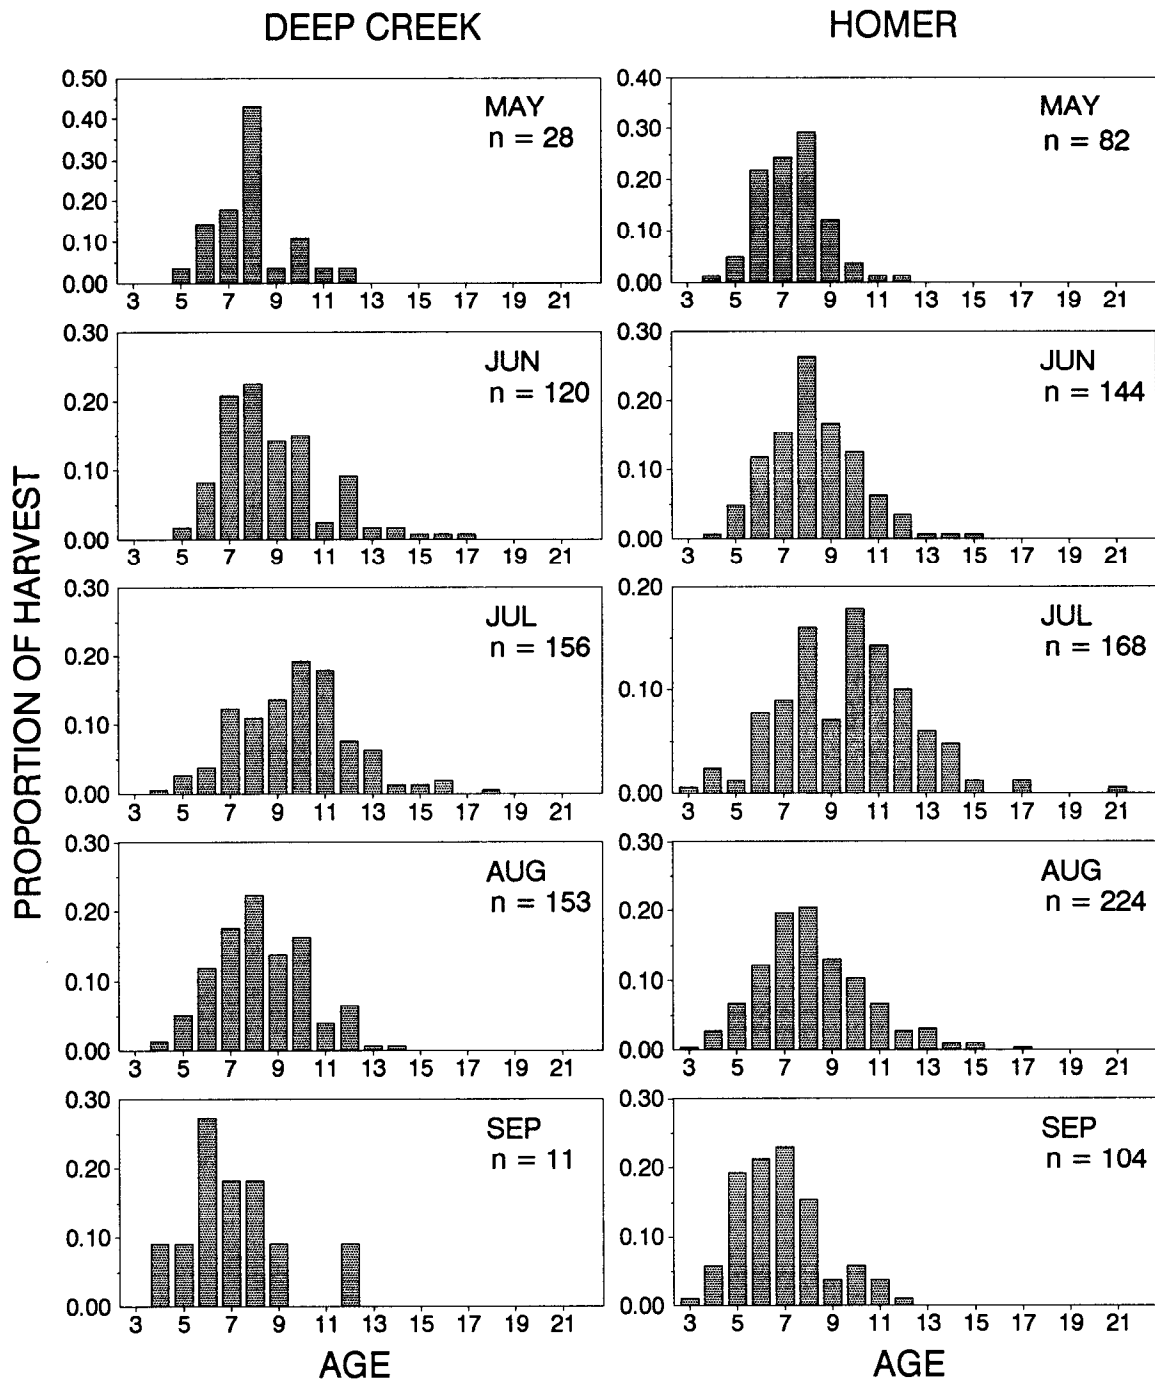 DEEP CREEK
HOMER
PROPORTION OF HARVEST
0.50
0.40
0.30
0.20
0.10
0.00
MAY
n = 28
3 5 7 9 11 13 15 17 19 21
0.40
0.30
0.20
0.10
0.00
MAY
n = 82
3 5 7 9 11 13 15 17 19 21
0.30
0.20
0.10
0.00
JUN
n = 120
3 5 7 9 11 13 15 17 19 21
0.30
0.20
0.10
0.00
JUN
n = 144
3 5 7 9 11 13 15 17 19 21
0.30
0.20
0.10
0.00
JUL
n = 156
3 5 7 9 11 13 15 17 19 21
0.20
0.10
0.00
JUL
n = 168
3 5 7 9 11 13 15 17 19 21
0.30
0.20
0.10
0.00
AUG
n = 153
3 5 7 9 11 13 15 17 19 21
0.30
0.20
0.10
0.00
AUG
n = 224
3 5 7 9 11 13 15 17 19 21
0.30
0.20
0.10
0.00
SEP
n = 11
3 5 7 9 11 13 15 17 19 21
0.30
0.20
0.10
0.00
SEP
n = 104
3 5 7 9 11 13 15 17 19 21
AGE
AGE